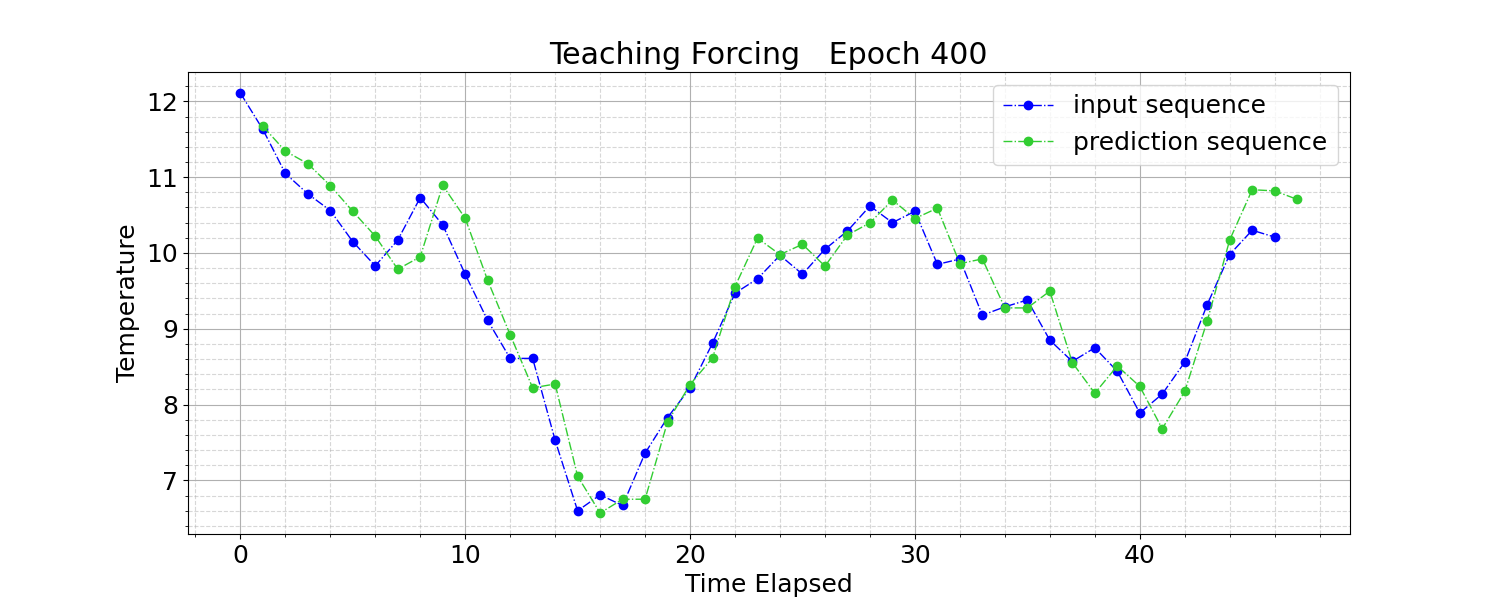 Teaching Forcing   Epoch 400
input sequence
prediction sequence
Temperature
12
11
10
9
8
7
0 10 20 30 40
Time Elapsed